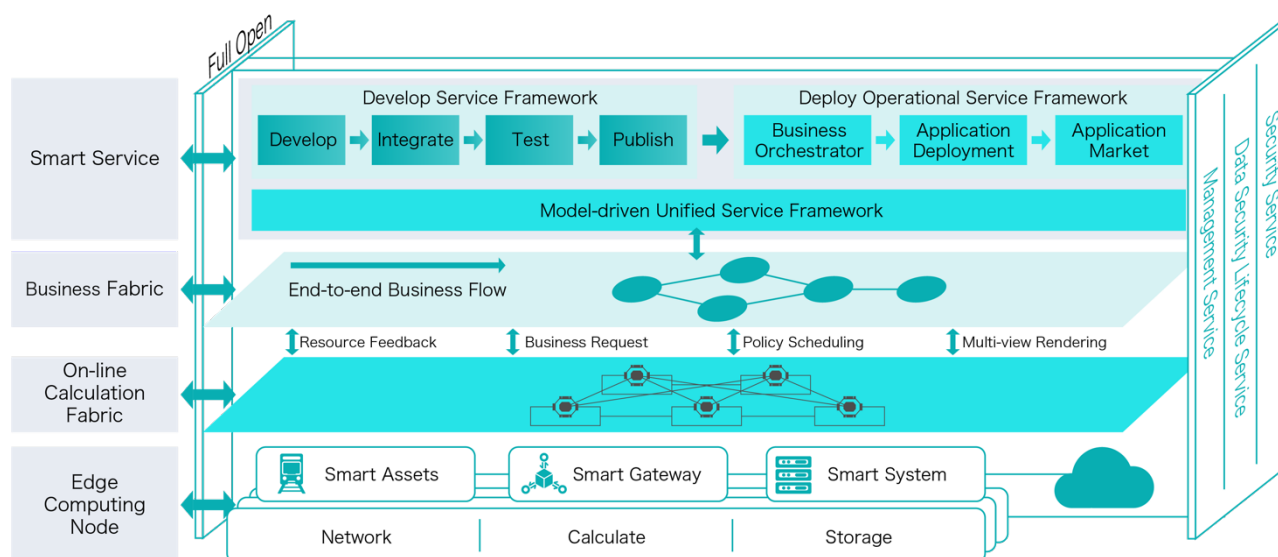 Full Open
Smart Service
Develop Service Framework
Develop
Integrate
Test
Publish
Deploy Operational Service Framework
Business
Orchestrator
Application
Deployment
Application
Market
Model-driven Unified Service Framework
Business Fabric
End-to-end Business Flow
Resource Feedback
Business Request
Policy Scheduling
Multi-view Rendering
On-line
Calculation
Fabric
Edge
Computing
Node
Smart Assets
Smart Gateway
Smart System
Network
Calculate
Storage
Management Service
Data Security Lifecycle Service
Security Service